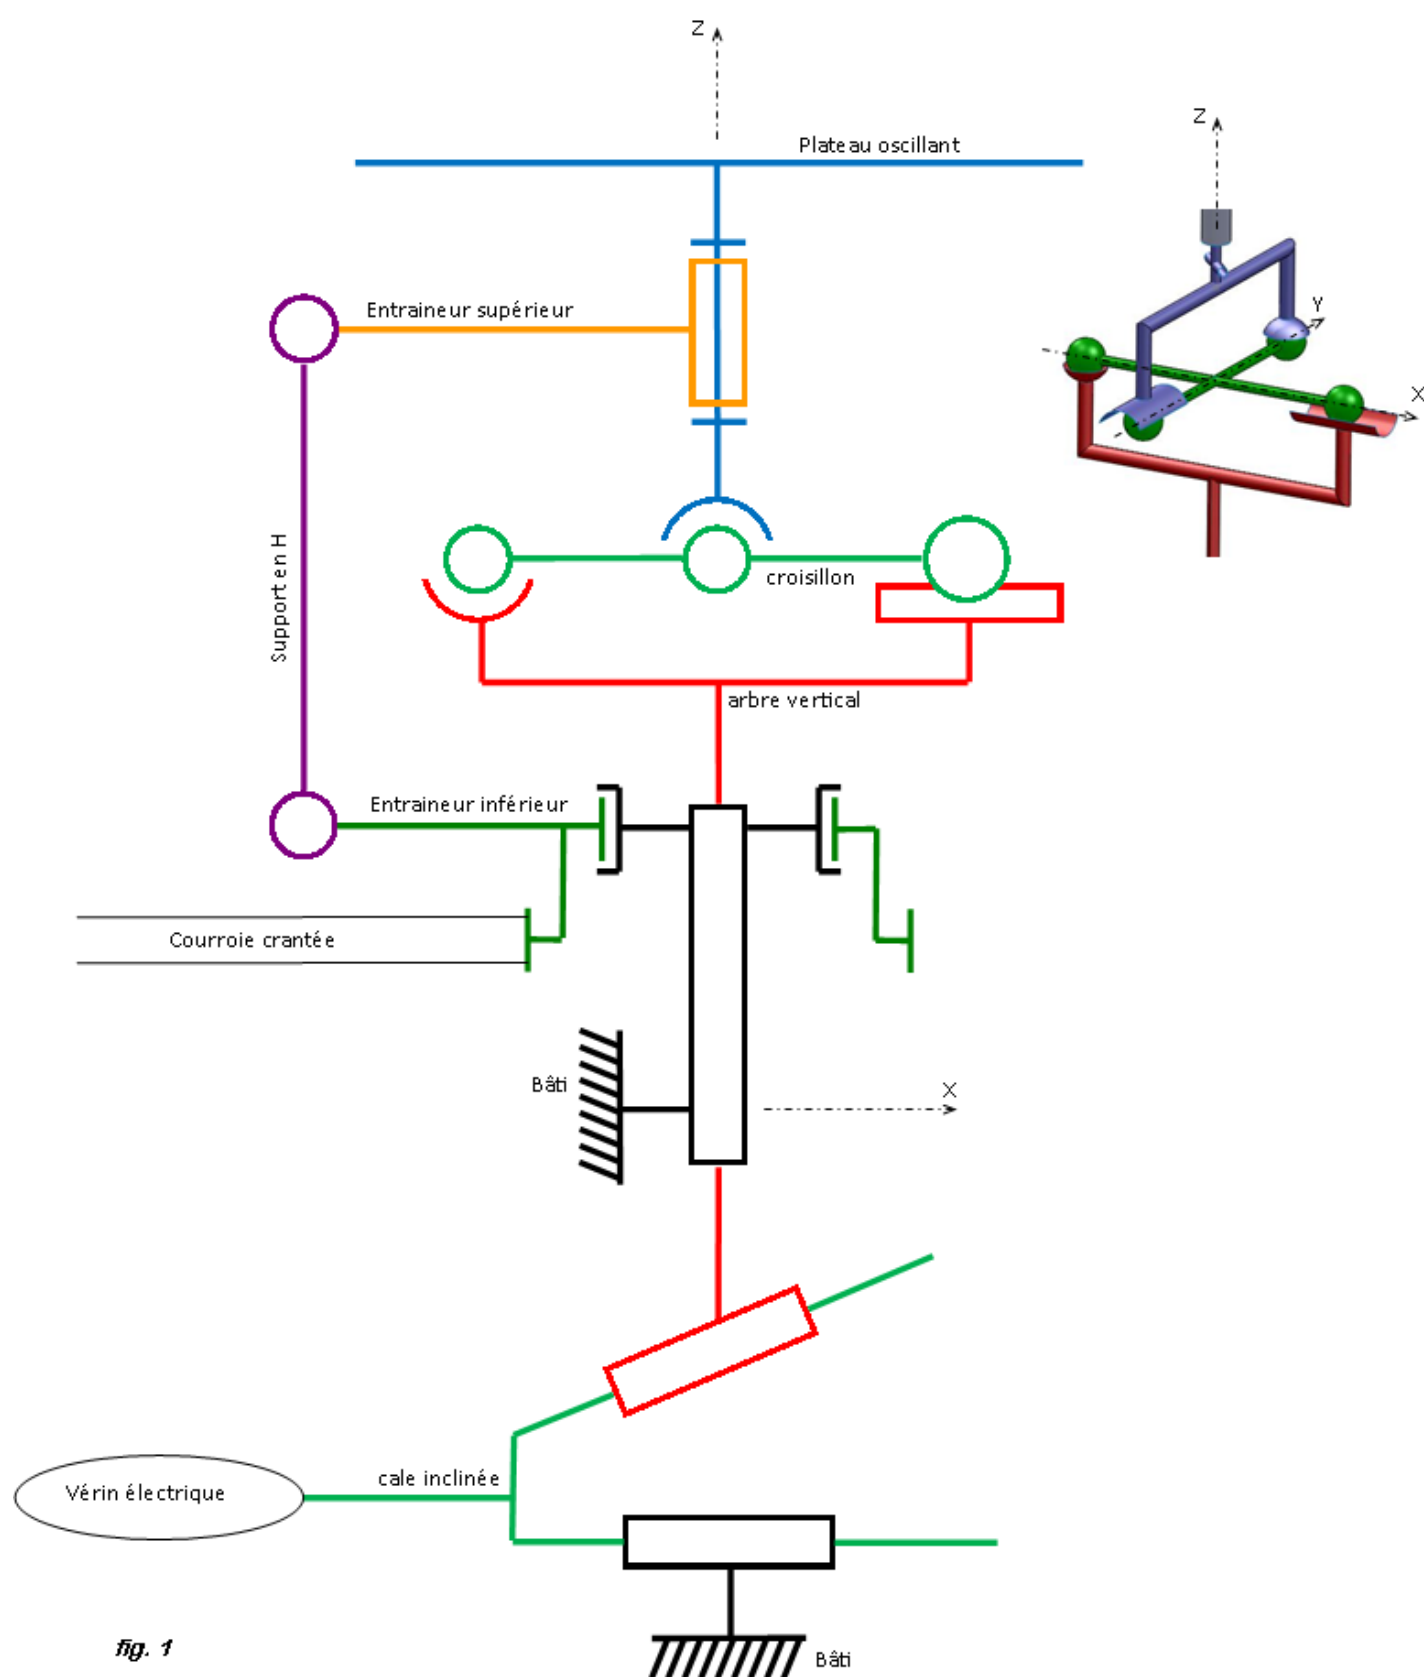 Z
Plateau oscillant
Z
Entraineur supérieur
Y
X
Support en H
croisillon
arbre vertical
Entraineur inférieur
Courroie crantée
Bâti
X
cale inclinée
Vérin électrique
fig. 1
Bâti